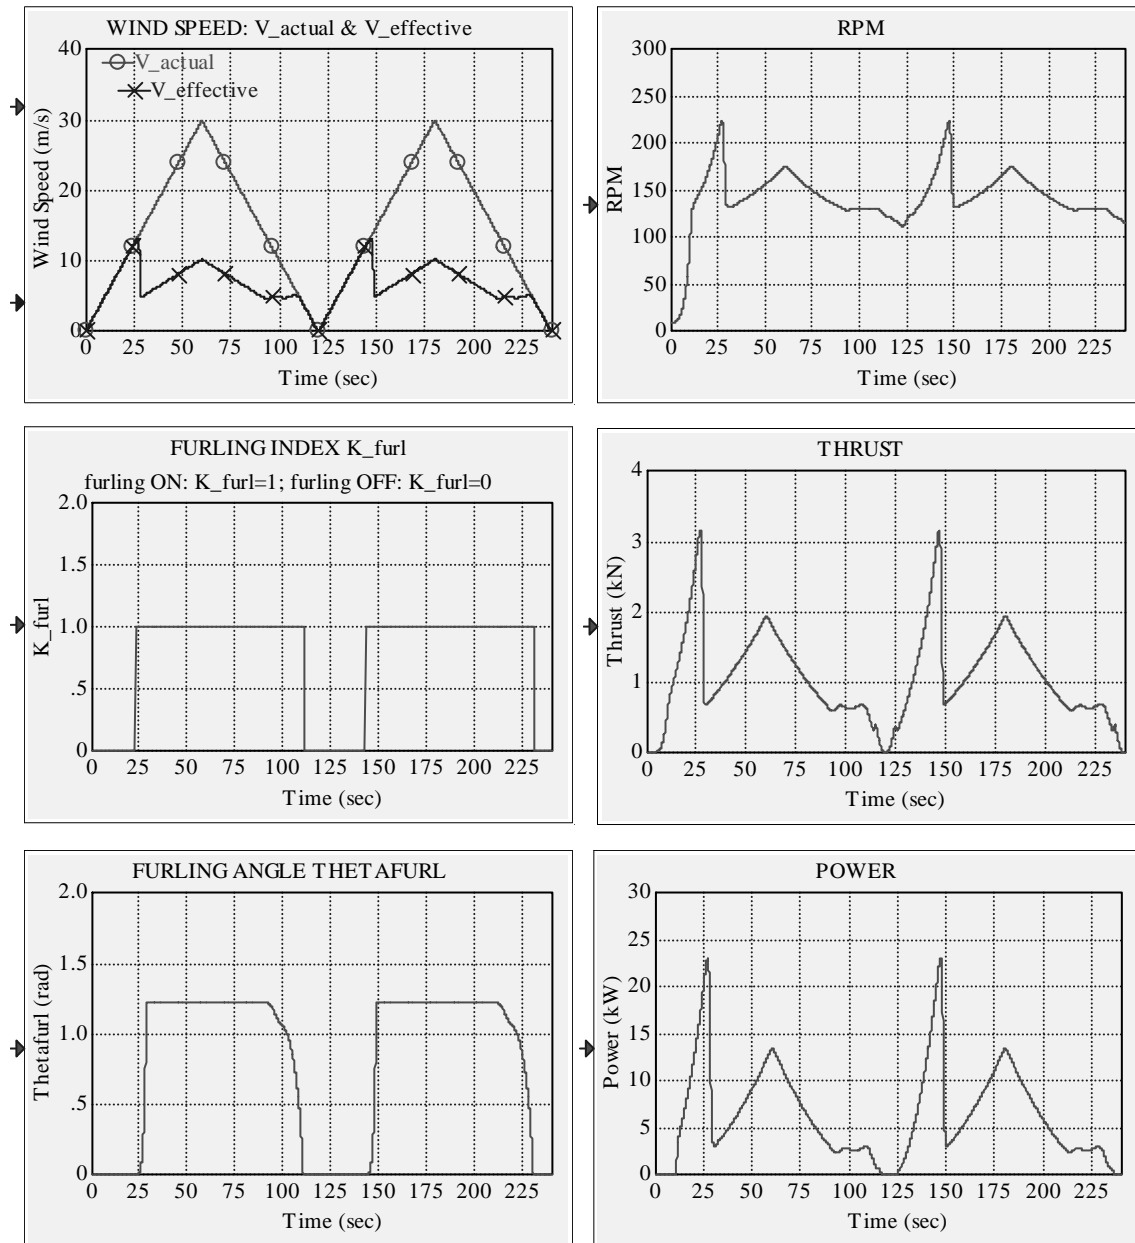 WIND SPEED: V_actual & V_effective
40
30
20
10
0
V_actual
V_effective
Wind Speed (m/s)
0 25 50 75 100 125 150 175 200 225
Time (sec)
RPM
300
250
200
150
100
50
0
RPM
0 25 50 75 100 125 150 175 200 225
Time (sec)
FURLING INDEX K_furl
furling ON: K_furl=1; furling OFF: K_furl=0
2.0
1.5
1.0
.5
0
K_furl
0 25 50 75 100 125 150 175 200 225
Time (sec)
THRUST
4
3
2
1
0
Thrust (kN)
0 25 50 75 100 125 150 175 200 225
Time (sec)
FURLING ANGLE THETAFURL
2.0
1.5
1.0
.5
0
Thetafurl (rad)
0 25 50 75 100 125 150 175 200 225
Time (sec)
POWER
30
25
20
15
10
5
0
Power (kW)
0 25 50 75 100 125 150 175 200 225
Time (sec)